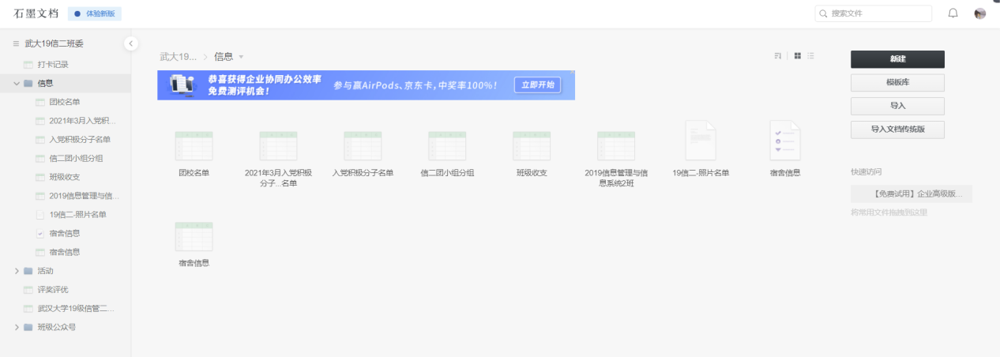 石墨文档
体验新版
搜索文件
武大19信二班委
打卡记录
信息
团校名单
2021年3月入党积...
入党积极分子名单
信二团小组分组
班级收支
2019信息管理与信...
19信二-照片名单
宿舍信息
宿舍信息
活动
评奖评优
武汉大学19级信管二...
班级公众号
武大19... > 信息
恭喜获得企业协同办公效率
免费测评机会!
参与赢AirPods、京东卡,中奖率100%!
立即开始
团校名单
2021年3月入党积极
分子...名单
入党积极分子名单
信二团小组分组
班级收支
2019信息管理与信
息系统2班
19信二-照片名单
宿舍信息
宿舍信息
新建
模板库
导入
导入文档传统版
快速访问
【免费试用】企业高级版...
将常用文件拖拽到这里